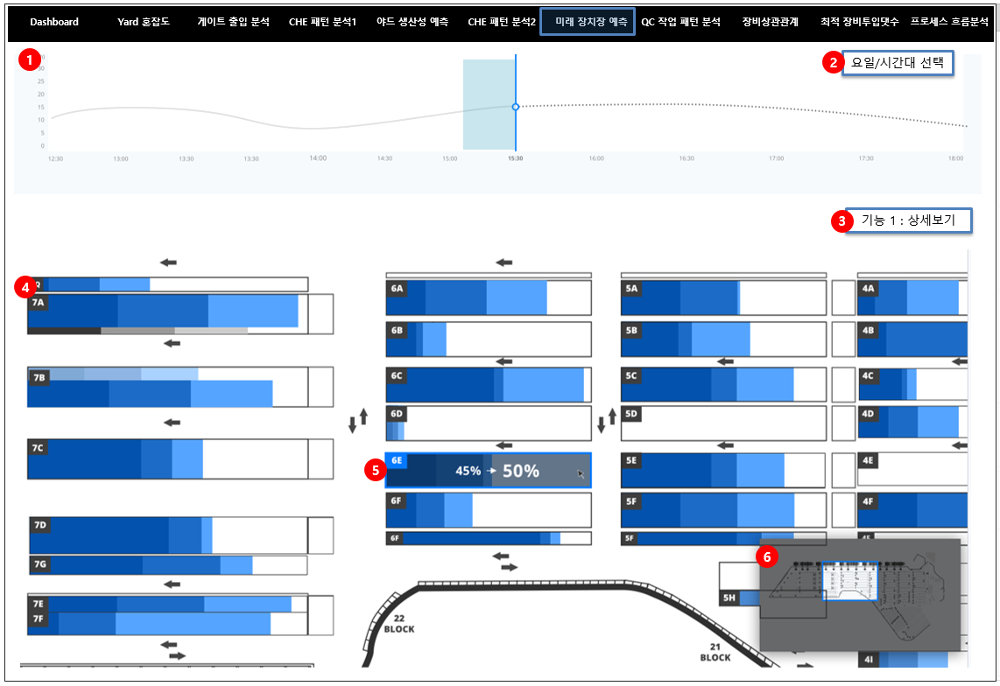 Dashboard Yard 혼잡도 게이트 출입 분석 CHE 패턴 분석1 야드 생산성 예측 CHE 패턴 분석2 미래 장치장 예측 QC 작업 패턴 분석 장비상관관계 최적 장비투입댓수 프로세스 흐름분석
1
2 요일/시간대 선택
30
25
20
15
10
5
0
12:30 13:00 13:30 13:30 14:00 14:30 15:00 15:30 16:00 16:30 17:00 17:30 18:00
3 기능 1 : 상세보기
4
7A 6A 5A 4A
6B 5B 4B
7B 6C 5C 4C
6D 5D 4D
7C 6E 45% 50% 5E 4E
5
6F 5F 4F
7D 6F 5F
7G
6
7E 5H
7F
22
BLOCK
21
BLOCK
4I